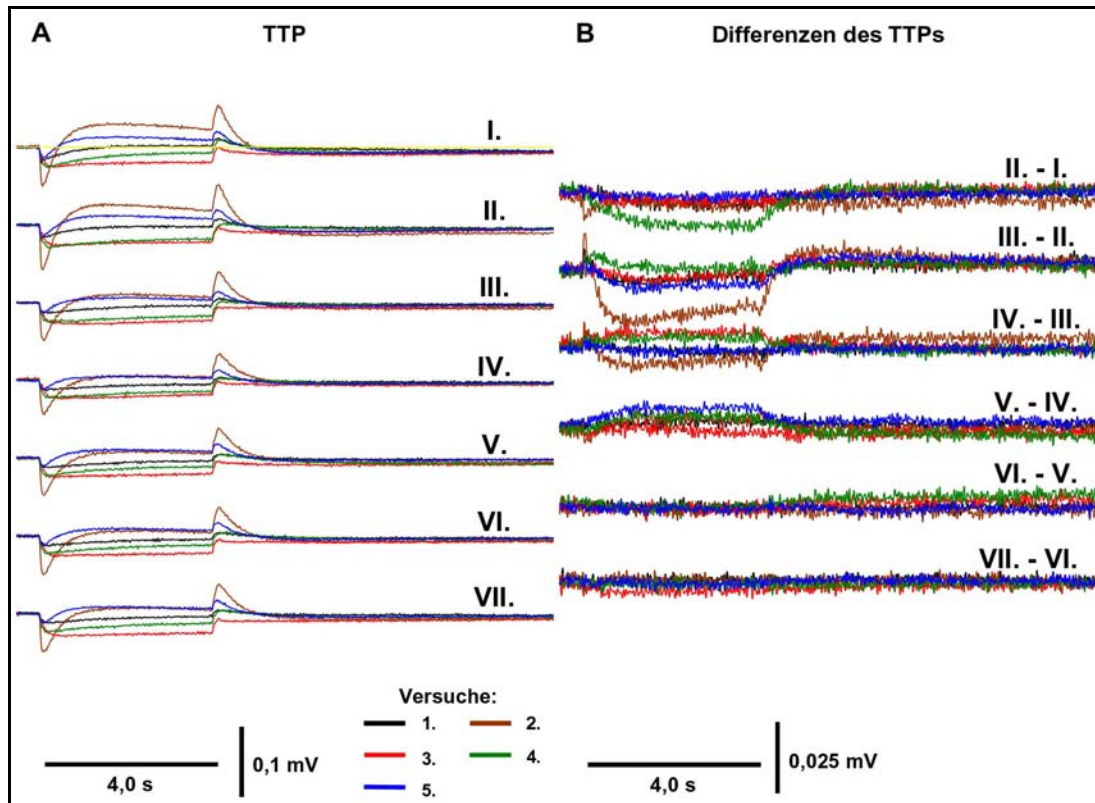 A TTP
I.
II.
III.
IV.
V.
VI.
VII.
B Differenzen des TTPs
II. - I.
III. - II.
IV. - III.
V. - IV.
VI. - V.
VII. - VI.
Versuche:
1. 2.
3. 4.
5.
4,0 s
0,1 mV
4,0 s
0,025 mV